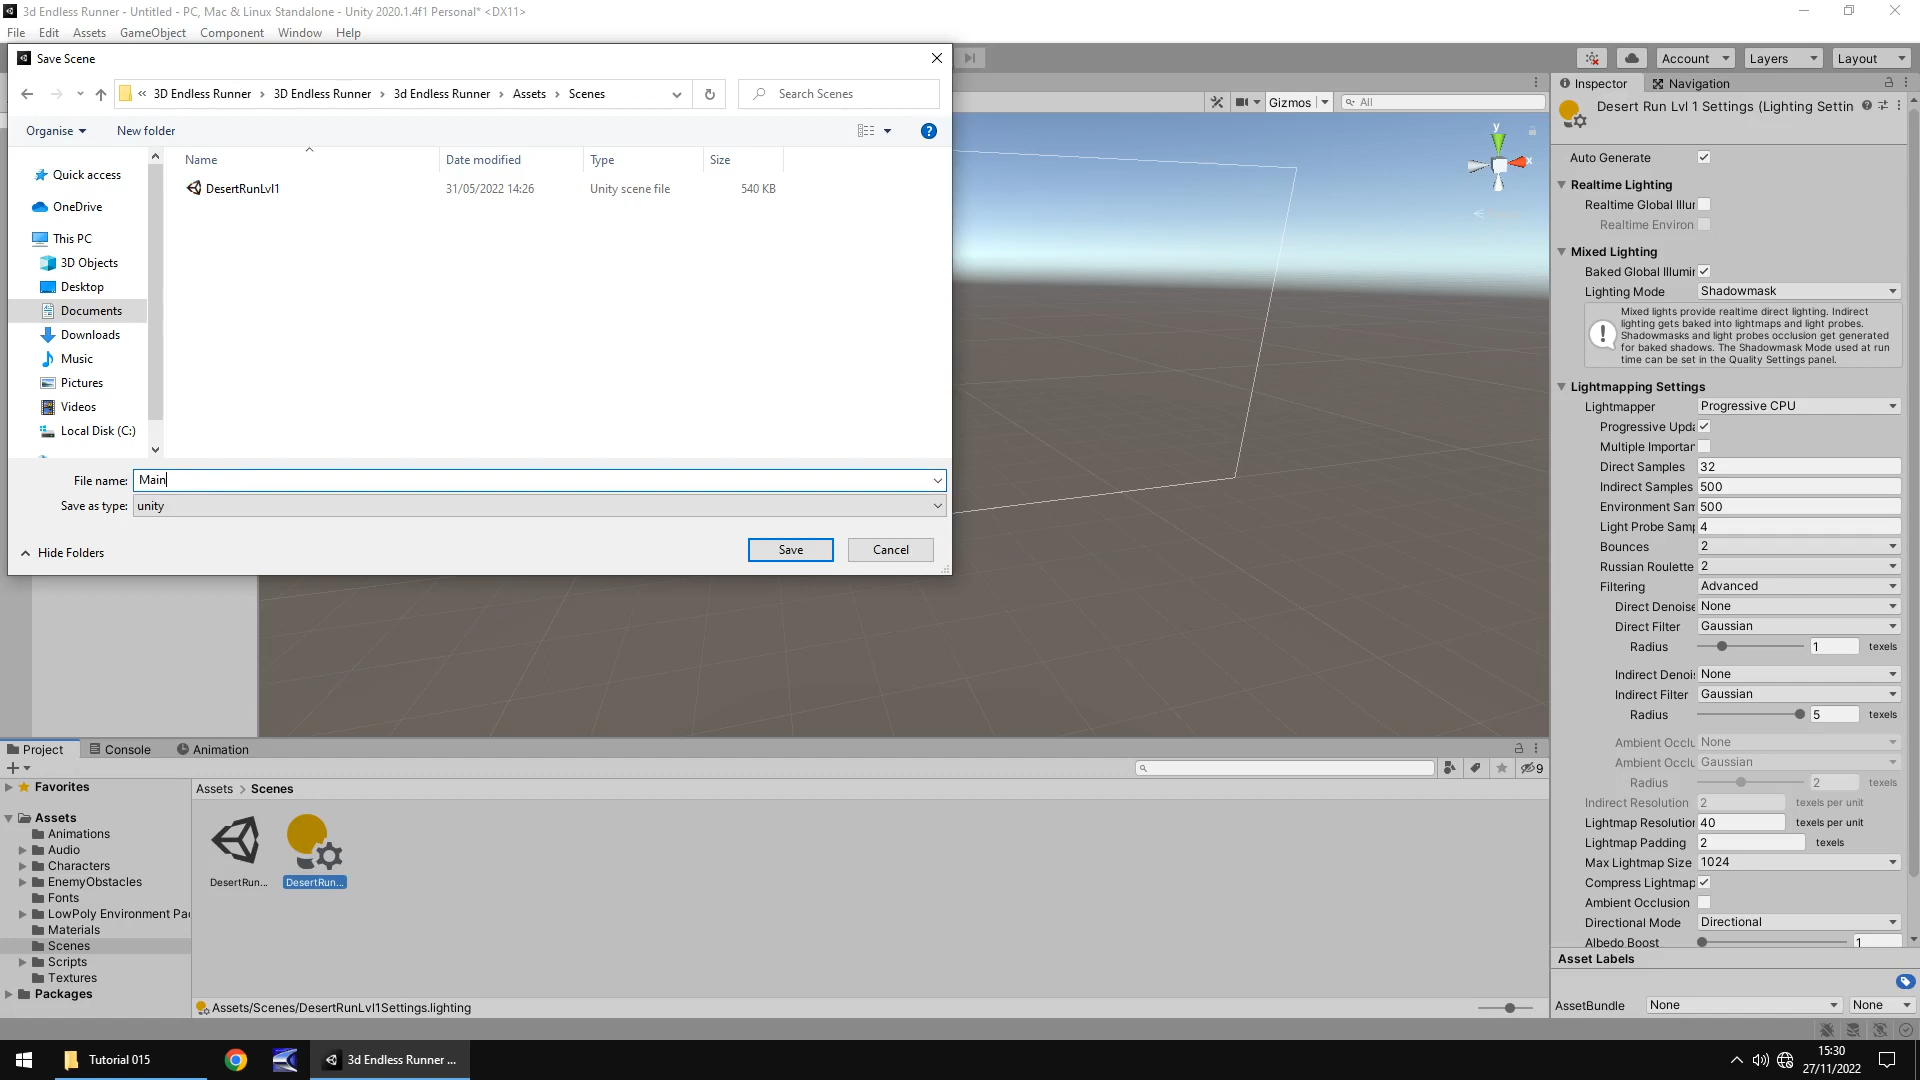 3d Endless Runner - Untitled - PC, Mac & Linux Standalone - Unity 2020.1.4f1 Personal* <DX11>
File Edit Assets GameObject Component Window Help
Save Scene
« 3D Endless Runner › 3D Endless Runner › 3d Endless Runner › Assets › Scenes
Search Scenes
Organise New folder
Name Date modified Type Size
DesertRunLvl1 31/05/2022 14:26 Unity scene file 540 KB
Quick access
OneDrive
This PC
3D Objects
Desktop
Documents
Downloads
Music
Pictures
Videos
Local Disk (C:)
File name: Main
Save as type: unity
Hide Folders
Save Cancel
Account Layers Layout
Gizmos All
y
x
Inspector Navigation
Desert Run Lvl 1 Settings (Lighting Settin
Auto Generate
Realtime Lighting
Realtime Global Illur
Realtime Environ
Mixed Lighting
Baked Global Illumir
Lighting Mode Shadowmask
Mixed lights provide realtime direct lighting. Indirect
lighting gets baked into lightmaps and light probes.
Shadowmasks and light probes occlusion get generated
for baked shadows. The Shadowmask Mode used at run
time can be set in the Quality Settings panel.
Lightmapping Settings
Lightmapper Progressive CPU
Progressive Upda
Multiple Importan
Direct Samples 32
Indirect Samples 500
Environment Sam 500
Light Probe Samp 4
Bounces 2
Russian Roulette 2
Filtering Advanced
Direct Denoise None
Direct Filter Gaussian
Radius 1 texels
Indirect Denoi None
Indirect Filter Gaussian
Radius 5 texels
Ambient Occlu None
Ambient Occlu Gaussian
Radius 2 texels
Indirect Resolution 2 texels per unit
Lightmap Resolution 40 texels per unit
Lightmap Padding 2 texels
Max Lightmap Size 1024
Compress Lightmap
Ambient Occlusion
Directional Mode Directional
Albedo Boost 1
Asset Labels
AssetBundle None None
Project Console Animation
9
Favorites
Assets
Animations
Audio
Characters
EnemyObstacles
Fonts
LowPoly Environment Pac
Materials
Scenes
Scripts
Textures
Packages
Assets > Scenes
DesertRun... DesertRun...
Assets/Scenes/DesertRunLvl1Settings.lighting
Tutorial 015
3d Endless Runner ...
15:30
27/11/2022